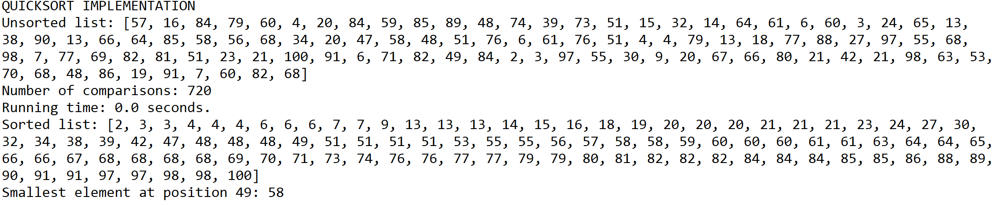 QUICKSORT IMPLEMENTATION
Unsorted list: [57, 16, 84, 79, 60, 4, 20, 84, 59, 85, 89, 48, 74, 39, 73, 51, 15, 32, 14, 64, 61, 6, 60, 3, 24, 65, 13,
38, 90, 13, 66, 64, 85, 58, 56, 68, 34, 20, 47, 58, 48, 51, 76, 6, 61, 76, 51, 4, 4, 79, 13, 18, 77, 88, 27, 97, 55, 68,
98, 7, 77, 69, 82, 81, 51, 23, 21, 100, 91, 6, 71, 82, 49, 84, 2, 3, 97, 55, 30, 9, 20, 67, 66, 80, 21, 42, 21, 98, 63, 53,
70, 68, 48, 86, 19, 91, 7, 60, 82, 68]
Number of comparisons: 720
Running time: 0.0 seconds.
Sorted list: [2, 3, 3, 4, 4, 4, 6, 6, 6, 7, 7, 9, 13, 13, 13, 14, 15, 16, 18, 19, 20, 20, 20, 21, 21, 21, 23, 24, 27, 30,
32, 34, 38, 39, 42, 47, 48, 48, 48, 49, 51, 51, 51, 51, 53, 55, 55, 56, 57, 58, 58, 59, 60, 60, 60, 61, 61, 63, 64, 64, 65,
66, 66, 67, 68, 68, 68, 68, 69, 70, 71, 73, 74, 76, 76, 77, 77, 79, 79, 80, 81, 82, 82, 82, 84, 84, 84, 85, 85, 86, 88, 89,
90, 91, 91, 97, 97, 98, 98, 100]
Smallest element at position 49: 58